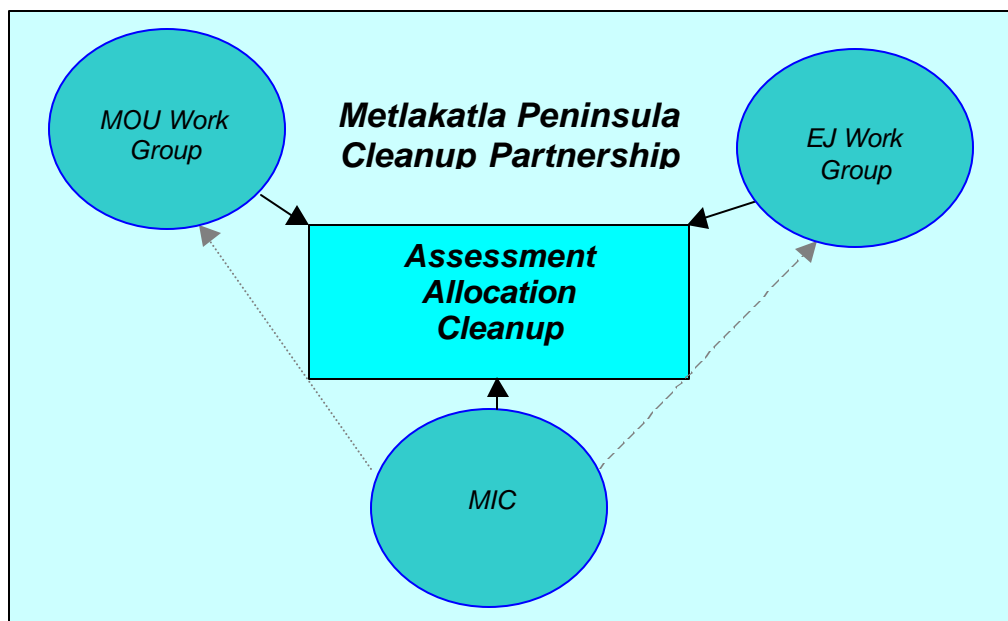 MOU Work
Group
Metlakatla Peninsula
Cleanup Partnership
EJ Work
Group
Assessment
Allocation
Cleanup
MIC